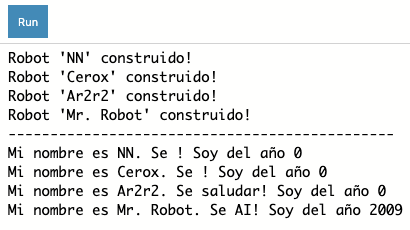 Run
Robot 'NN' construido!
Robot 'Cerox' construido!
Robot 'Ar2r2' construido!
Robot 'Mr. Robot' construido!
----------------------------------------------
Mi nombre es NN. Se ! Soy del año 0
Mi nombre es Cerox. Se ! Soy del año 0
Mi nombre es Ar2r2. Se saludar! Soy del año 0
Mi nombre es Mr. Robot. Se AI! Soy del año 2009